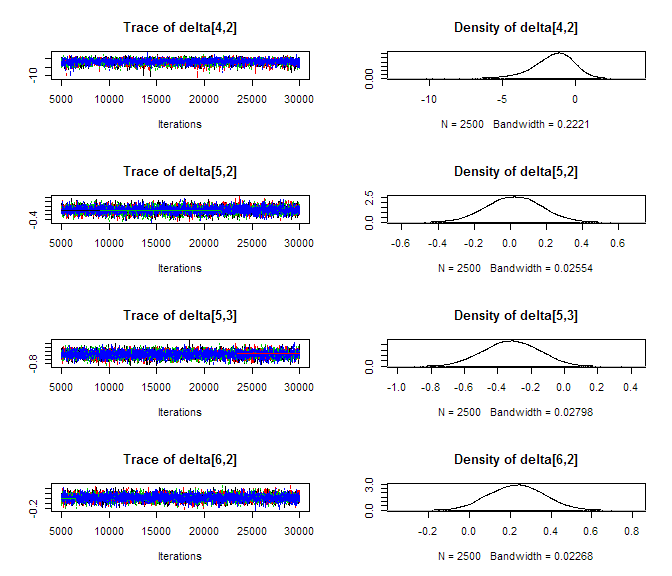 Trace of delta[4,2]
Density of delta[4,2]
-10
0.00
5000 10000 15000 20000 25000 30000
-10 -5 0
Iterations
N = 2500 Bandwidth = 0.2221
Trace of delta[5,2]
Density of delta[5,2]
-0.4
0.0 2.5
5000 10000 15000 20000 25000 30000
-0.6 -0.4 -0.2 0.0 0.2 0.4 0.6
Iterations
N = 2500 Bandwidth = 0.02554
Trace of delta[5,3]
Density of delta[5,3]
-0.8
0.0
5000 10000 15000 20000 25000 30000
-1.0 -0.8 -0.6 -0.4 -0.2 0.0 0.2 0.4
Iterations
N = 2500 Bandwidth = 0.02798
Trace of delta[6,2]
Density of delta[6,2]
-0.2
0.0 3.0
5000 10000 15000 20000 25000 30000
-0.2 0.0 0.2 0.4 0.6 0.8
Iterations
N = 2500 Bandwidth = 0.02268